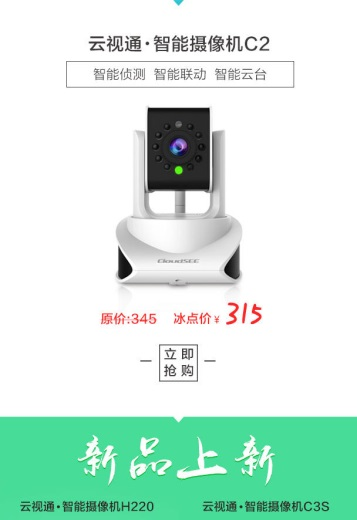 云视通·智能摄像机C2
智能侦测 智能联动 智能云台
CloudSEE
原价:345 冰点价¥315
立即
抢购
新品上新
云视通·智能摄像机H220 云视通·智能摄像机C3S